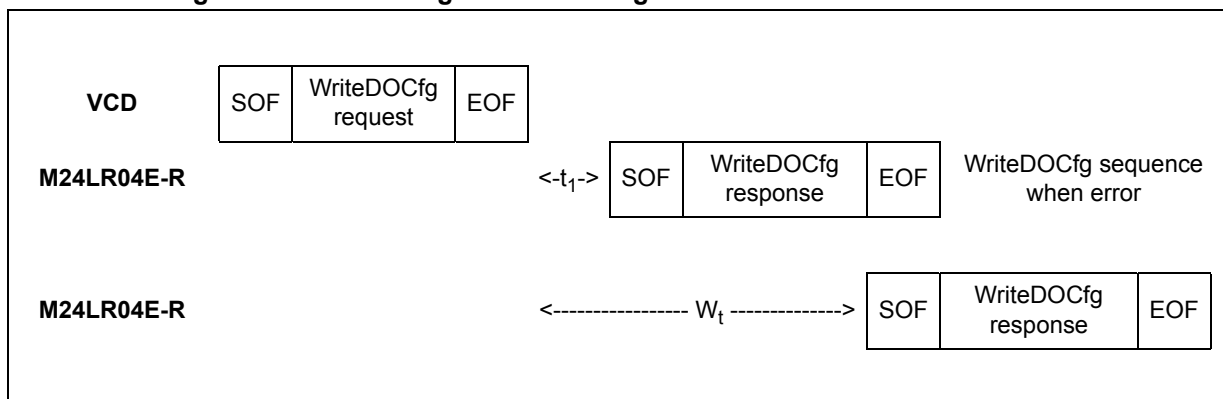 VCD SOF WriteDOCfg request EOF
M24LR04E-R <-t1-> SOF WriteDOCfg response EOF WriteDOCfg sequence when error
M24LR04E-R <----------------- Wt --------------> SOF WriteDOCfg response EOF